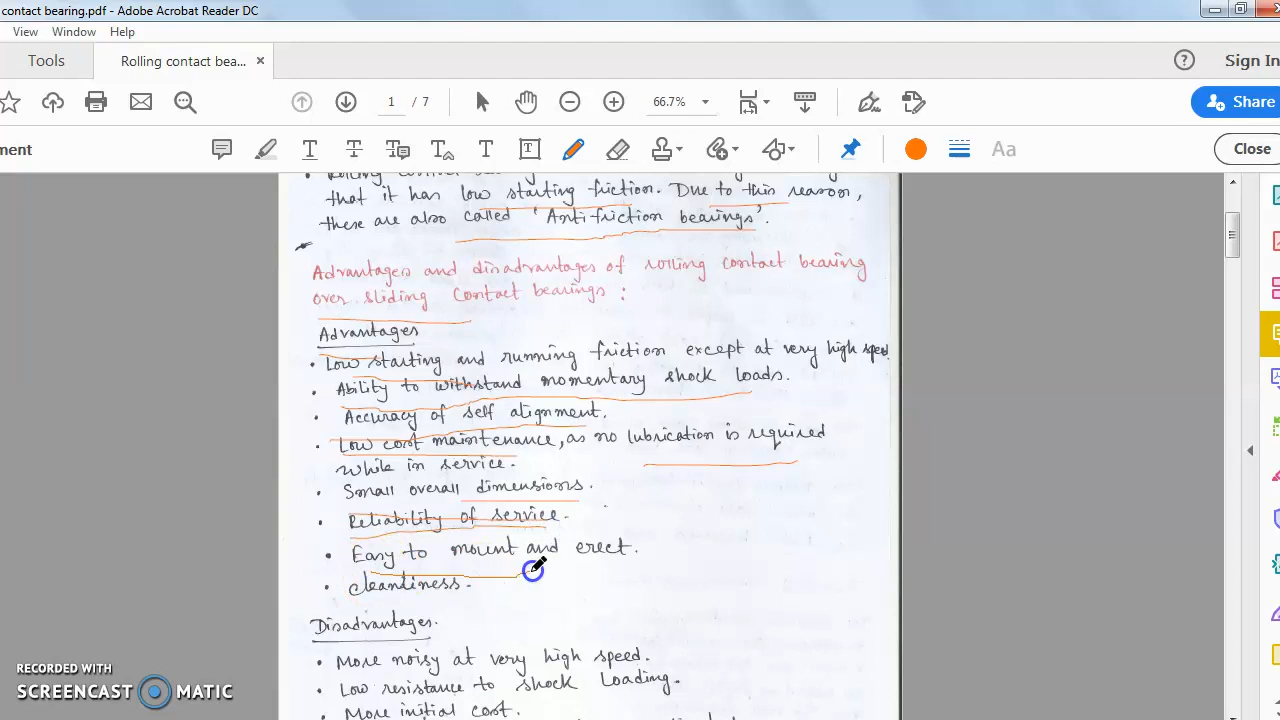 contact bearing.pdf - Adobe Acrobat Reader DC
View Window Help
Tools
Rolling contact bea... ×
Sign In
1 / 7
66.7%
Share
ment
Aa
Close
• Rolling
that it has low starting friction. Due to this reason,
these are also called 'Antifriction bearings'.
Advantages and disadvantages of rolling contact bearing
over sliding contact bearings :
Advantages
• Low starting and running friction except at very high speed.
• Ability to withstand momentary shock loads.
• Accuracy of self alignment.
• Low cost maintenance, as no lubrication is required
while in service.
• Small overall dimensions.
• Reliability of service.
• Easy to mount and erect.
• cleanliness.
Disadvantages.
• More noisy at very high speed.
• Low resistance to shock loading.
• More initial cost.
RECORDED WITH
SCREENCAST MATIC